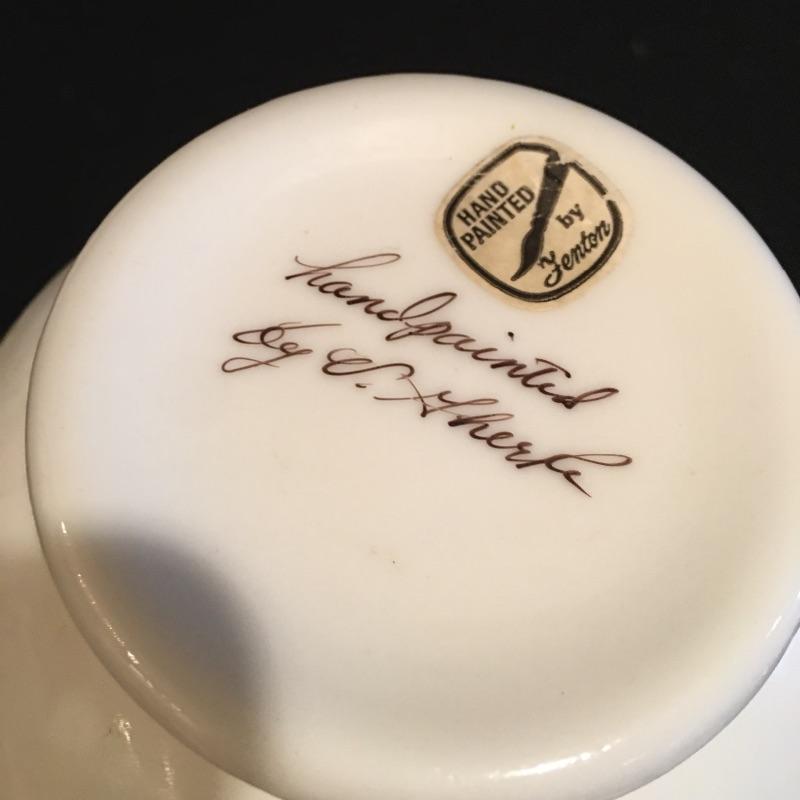 HAND
PAINTED
by
Fenton
handpainted
by